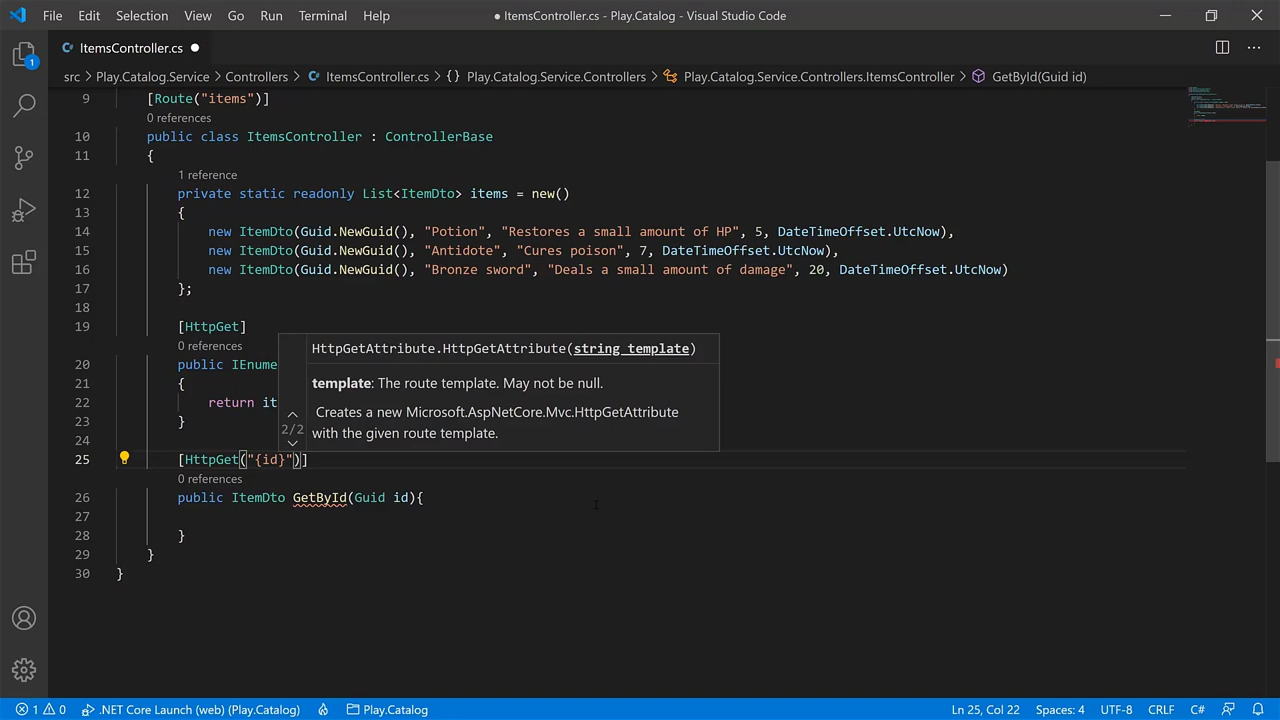 File Edit Selection View Go Run Terminal Help
● ItemsController.cs - Play.Catalog - Visual Studio Code
ItemsController.cs ●
src > Play.Catalog.Service > Controllers > ItemsController.cs > {} Play.Catalog.Service.Controllers > Play.Catalog.Service.Controllers.ItemsController > GetById(Guid id)
1
9 [Route("items")]
0 references
10 public class ItemsController : ControllerBase
11 {
1 reference
12 private static readonly List<ItemDto> items = new()
13 {
14 new ItemDto(Guid.NewGuid(), "Potion", "Restores a small amount of HP", 5, DateTimeOffset.UtcNow),
15 new ItemDto(Guid.NewGuid(), "Antidote", "Cures poison", 7, DateTimeOffset.UtcNow),
16 new ItemDto(Guid.NewGuid(), "Bronze sword", "Deals a small amount of damage", 20, DateTimeOffset.UtcNow)
17 };
18
19 [HttpGet]
0 references
20 public IEnume
21 {
22 return it
23 }
24
HttpGetAttribute.HttpGetAttribute(string template)
template: The route template. May not be null.
Creates a new Microsoft.AspNetCore.Mvc.HttpGetAttribute
with the given route template.
2/2
25 [HttpGet("{id}")]
0 references
26 public ItemDto GetById(Guid id){
27
28 }
29 }
30 }
1 0 .NET Core Launch (web) (Play.Catalog) Play.Catalog Ln 25, Col 22 Spaces: 4 UTF-8 CRLF C#